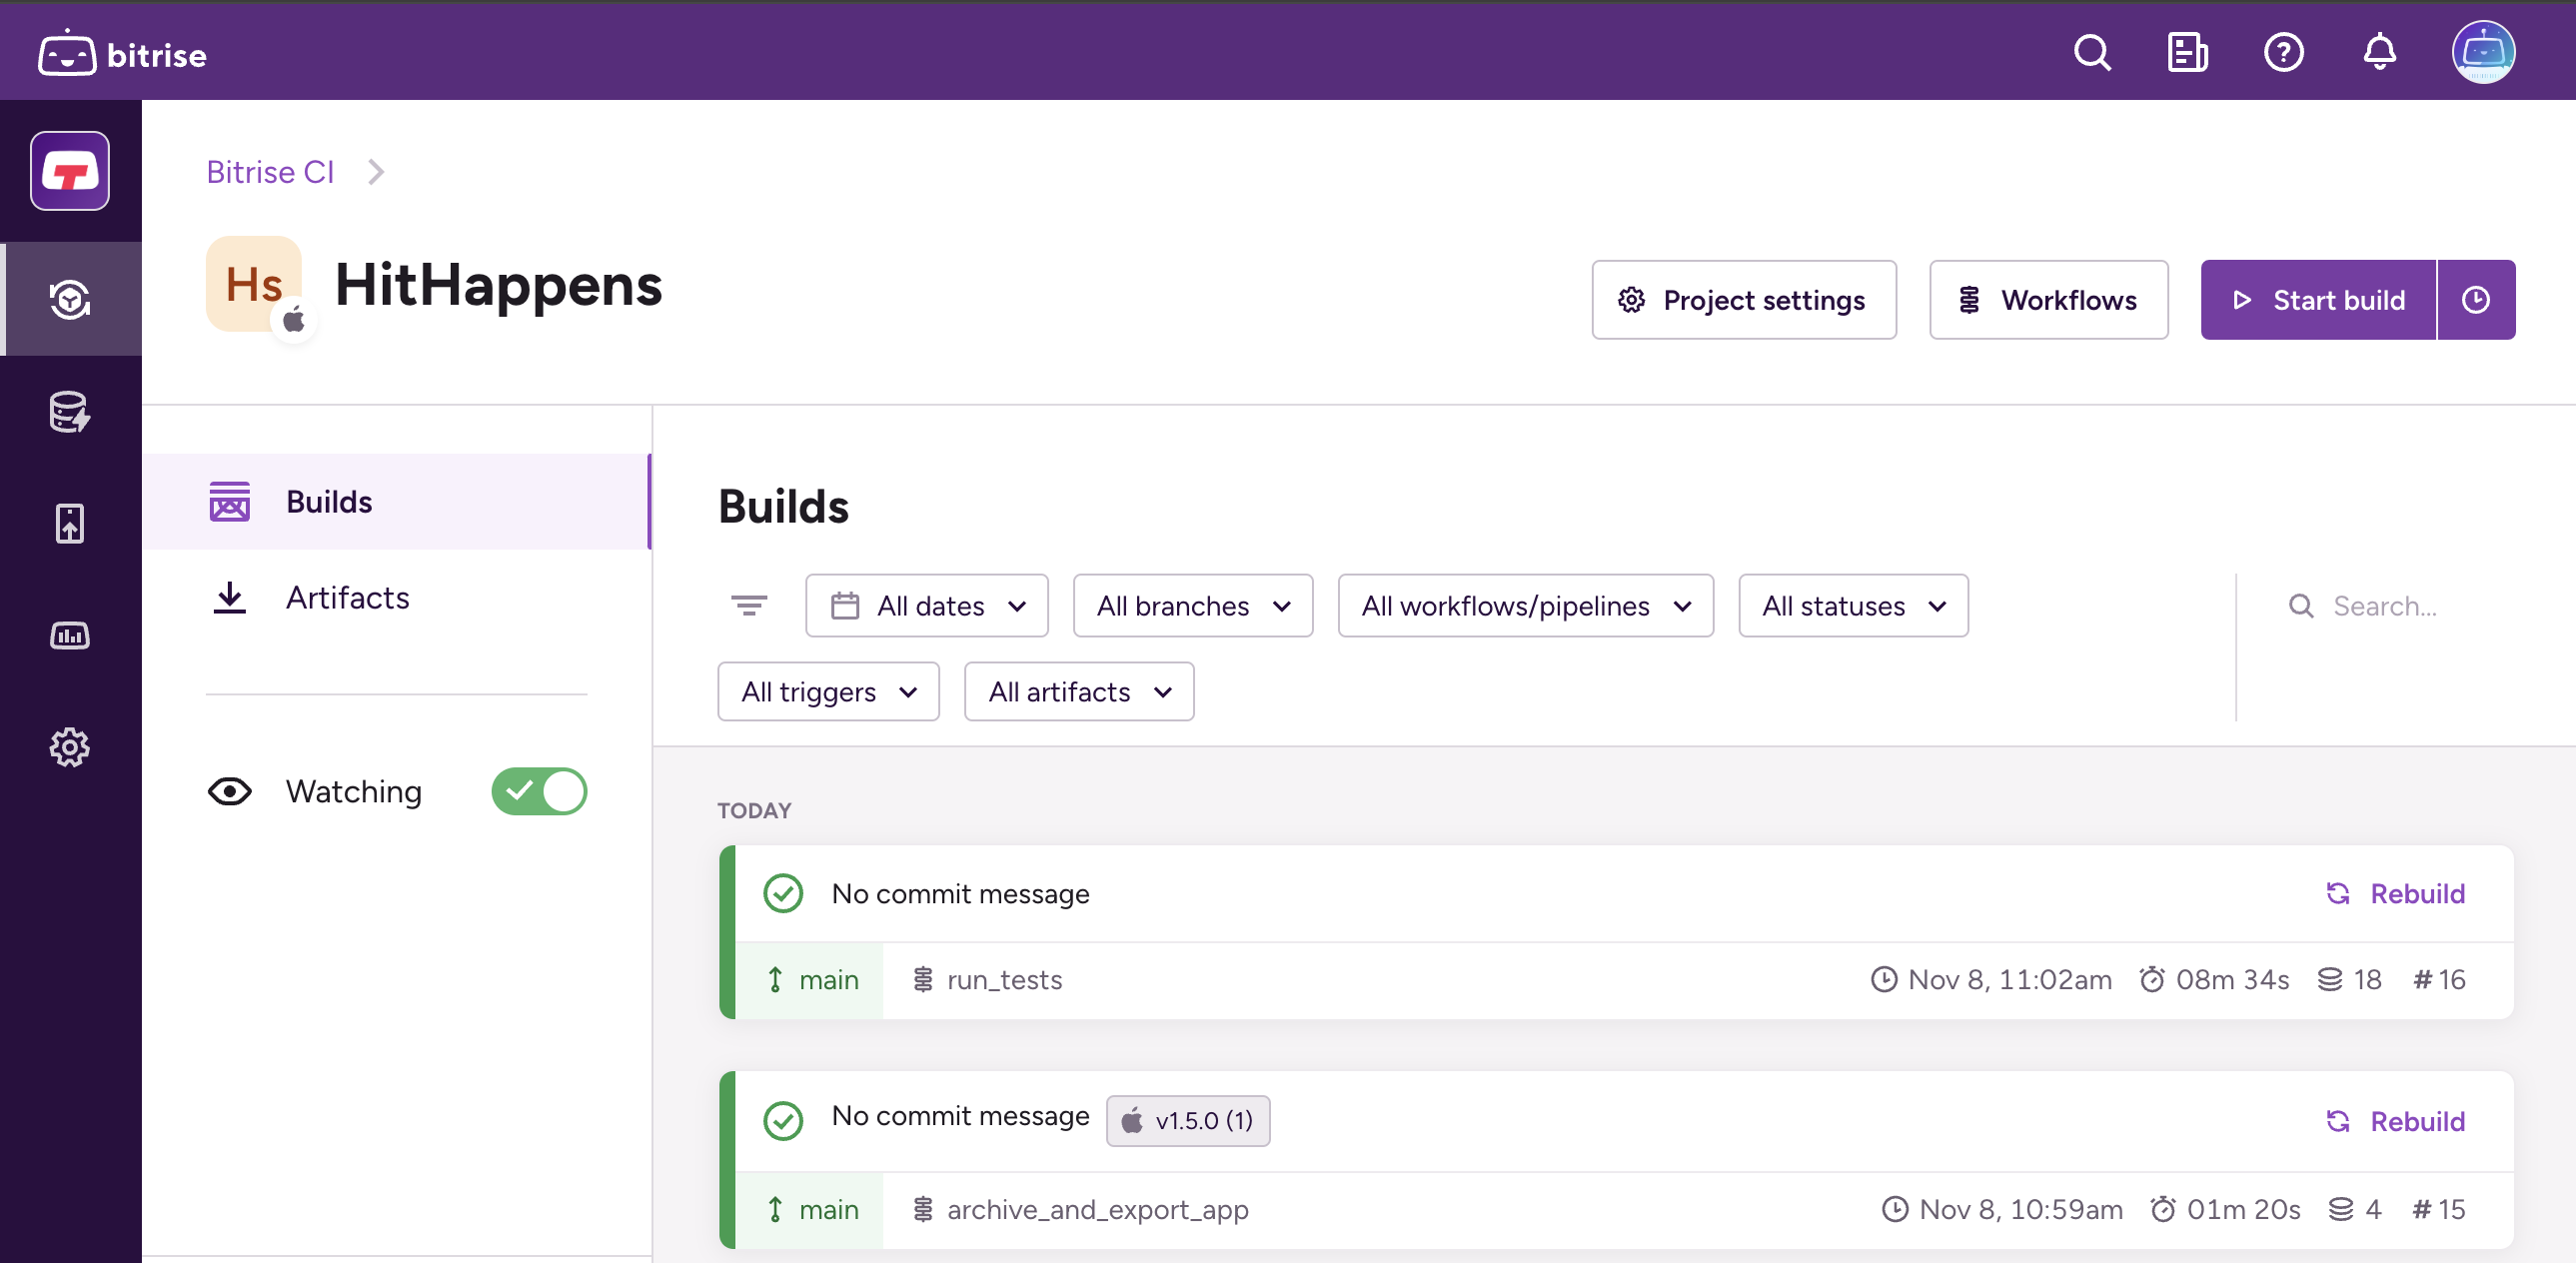 bitrise
Bitrise CI
Hs
HitHappens
Project settings
Workflows
Start build
Builds
Artifacts
Watching
Builds
All dates
All branches
All workflows/pipelines
All statuses
Search...
All triggers
All artifacts
TODAY
No commit message
Rebuild
main
run_tests
Nov 8, 11:02am
08m 34s
18
#16
No commit message
v1.5.0 (1)
Rebuild
main
archive_and_export_app
Nov 8, 10:59am
01m 20s
4
#15